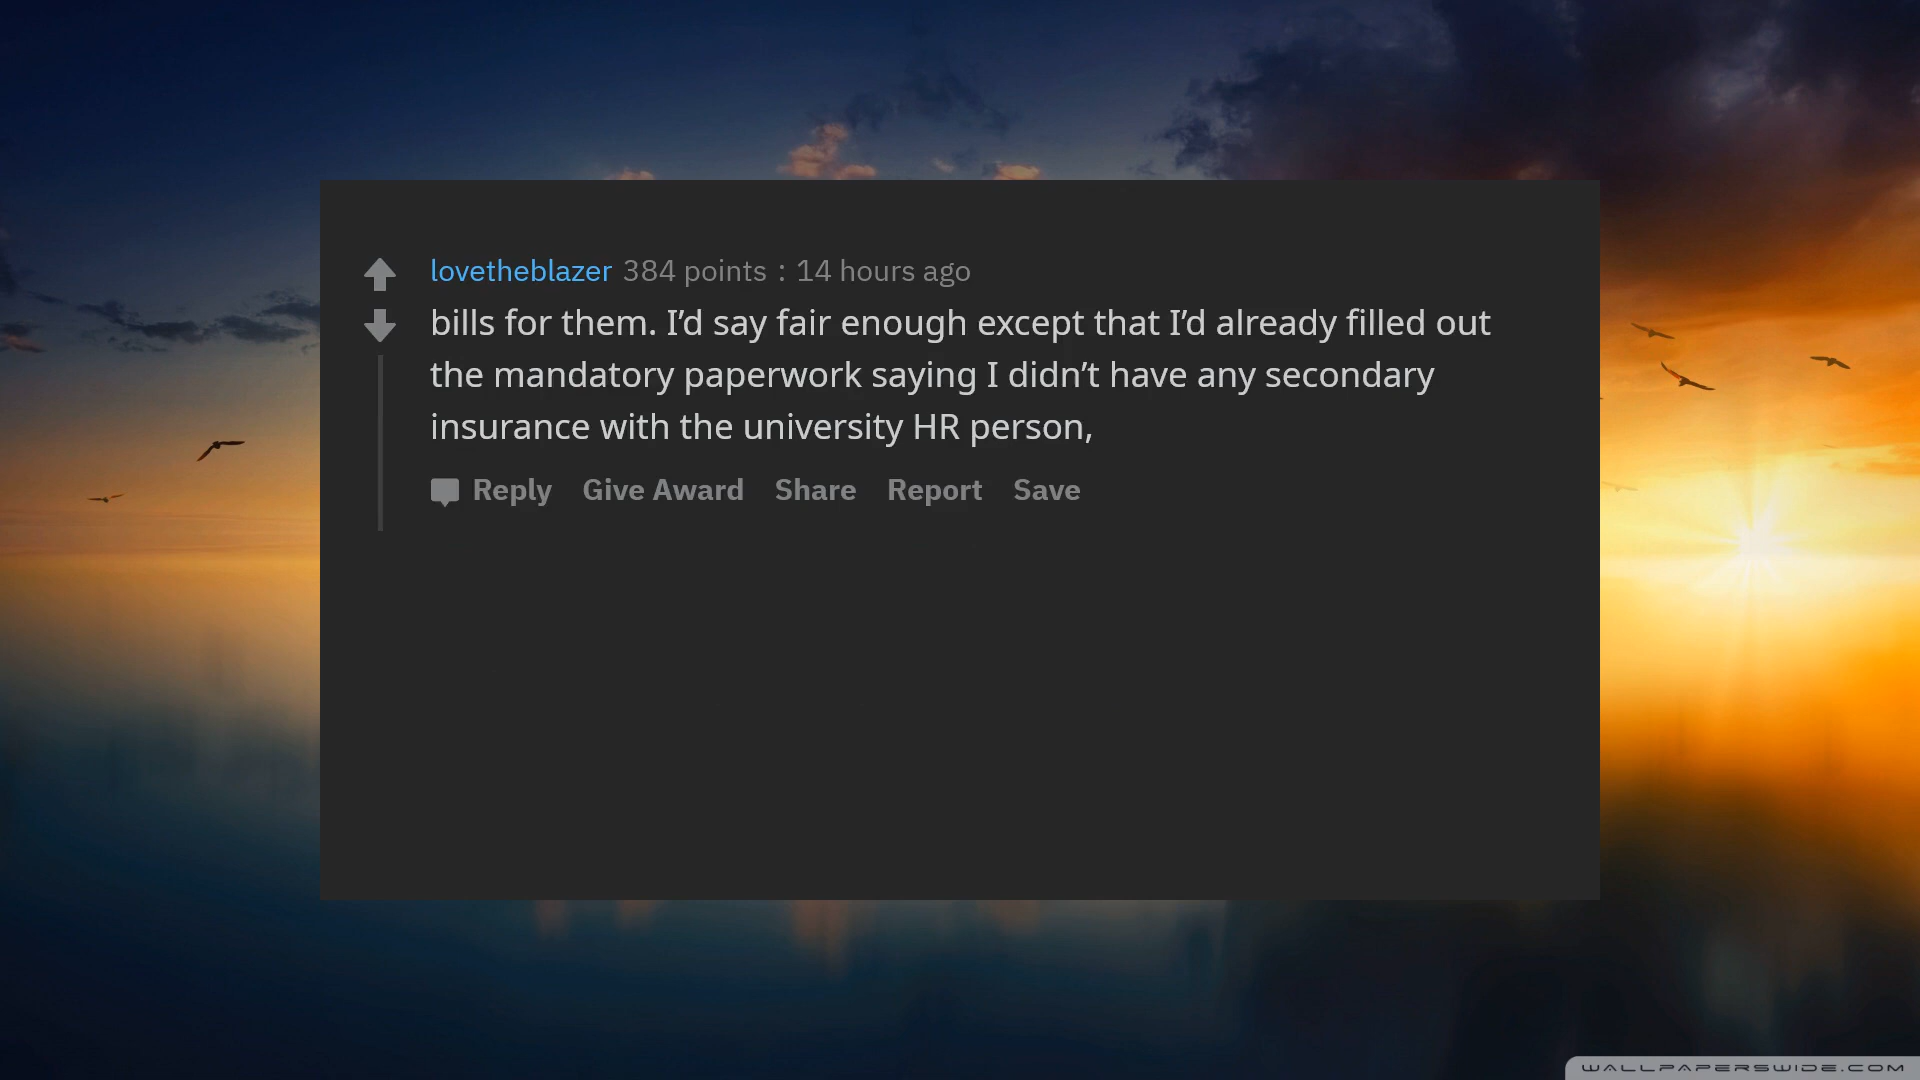 lovetheblazer 384 points : 14 hours ago
bills for them. I’d say fair enough except that I’d already filled out
the mandatory paperwork saying I didn’t have any secondary
insurance with the university HR person,
Reply Give Award Share Report Save
WALLPAPERSWIDE.COM